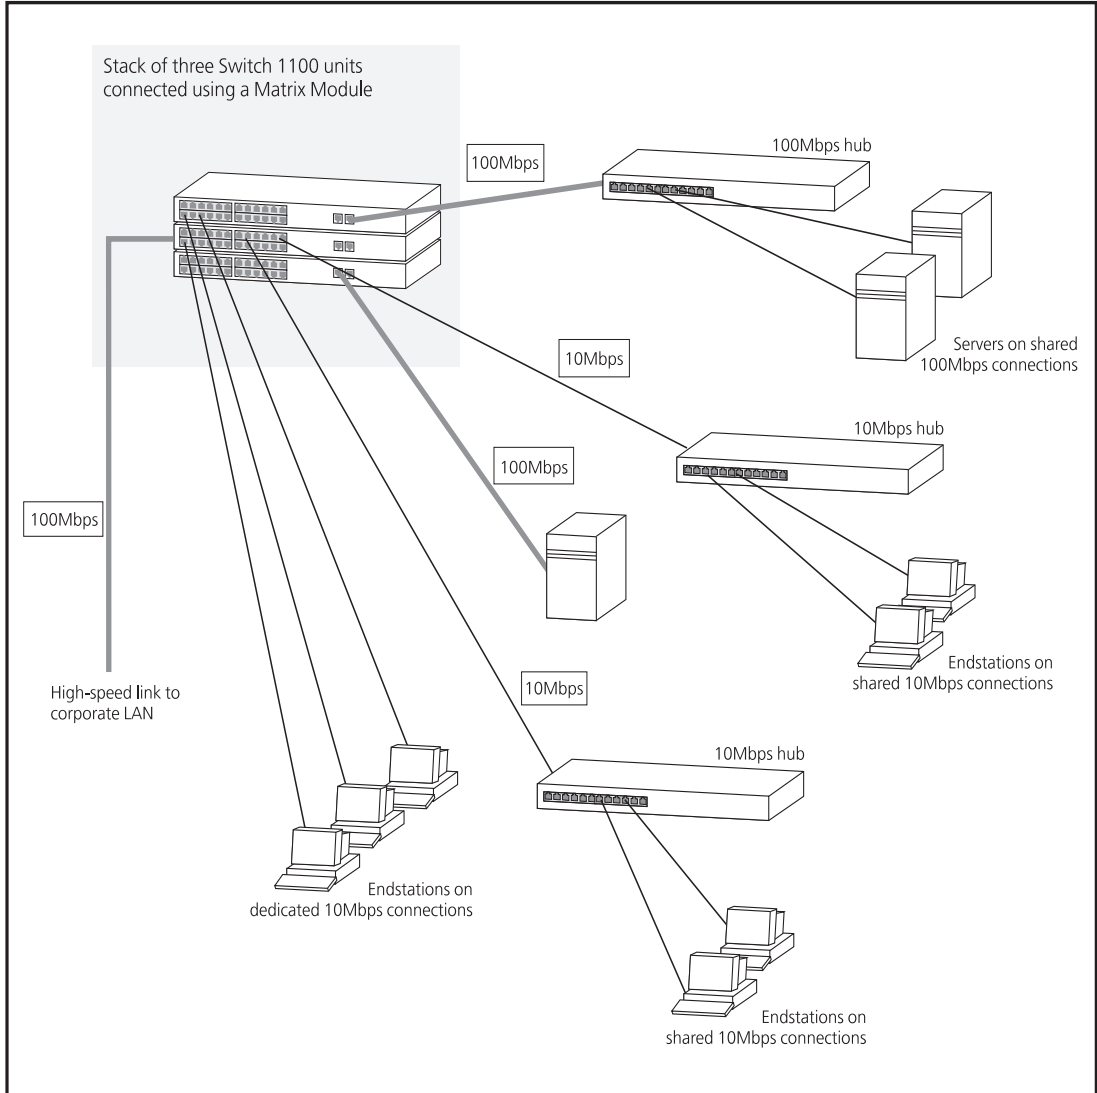 Stack of three Switch 1100 units
connected using a Matrix Module
100Mbps hub
100Mbps
Servers on shared
100Mbps connections
10Mbps
10Mbps hub
100Mbps
100Mbps
Endstations on
shared 10Mbps connections
High-speed link to
corporate LAN
10Mbps
10Mbps hub
Endstations on
dedicated 10Mbps connections
Endstations on
shared 10Mbps connections